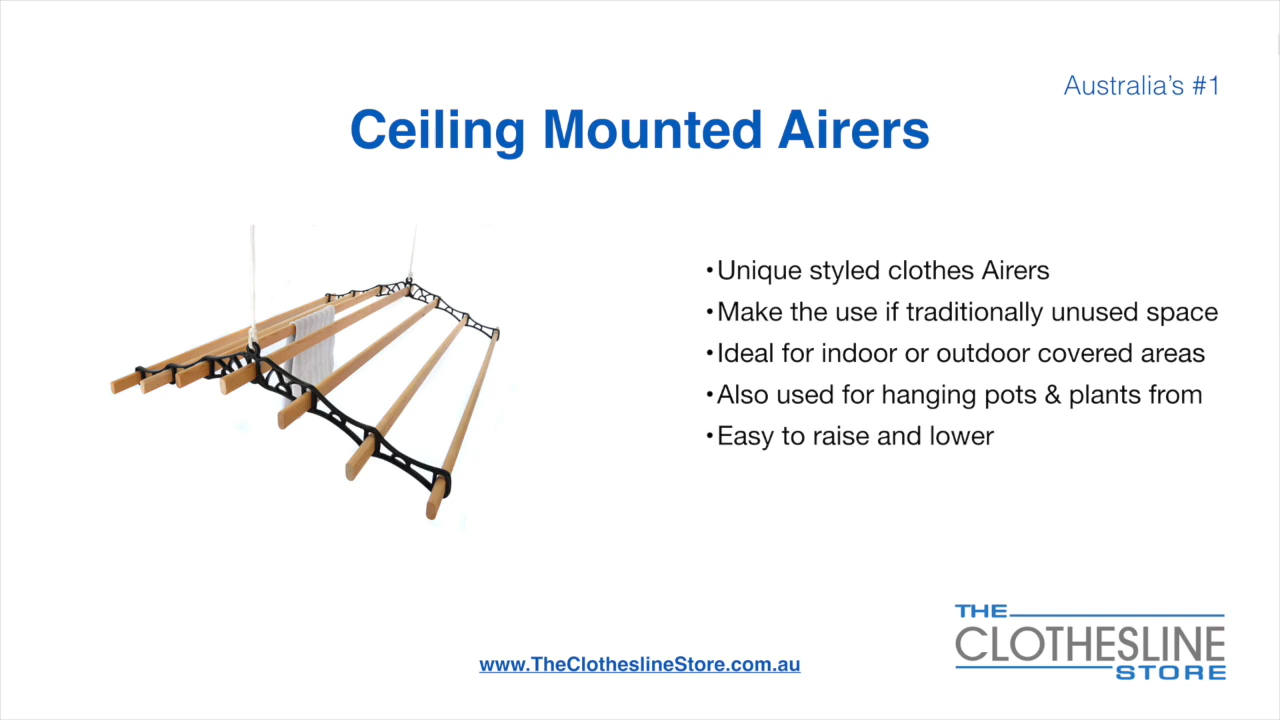 Australia's #1
Ceiling Mounted Airers
•Unique styled clothes Airers
•Make the use if traditionally unused space
•Ideal for indoor or outdoor covered areas
•Also used for hanging pots & plants from
•Easy to raise and lower
www.TheClotheslineStore.com.au
THE
CLOTHESLINE
STORE